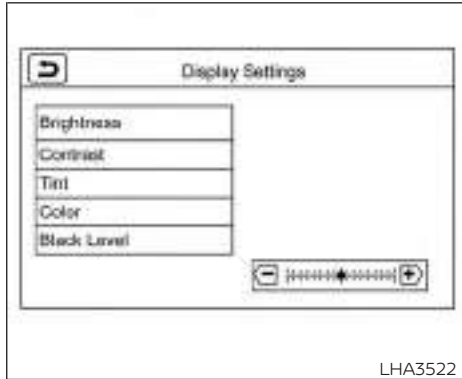 Display Settings
Brightness
Contrast
Tint
Color
Black Level
LHA3522